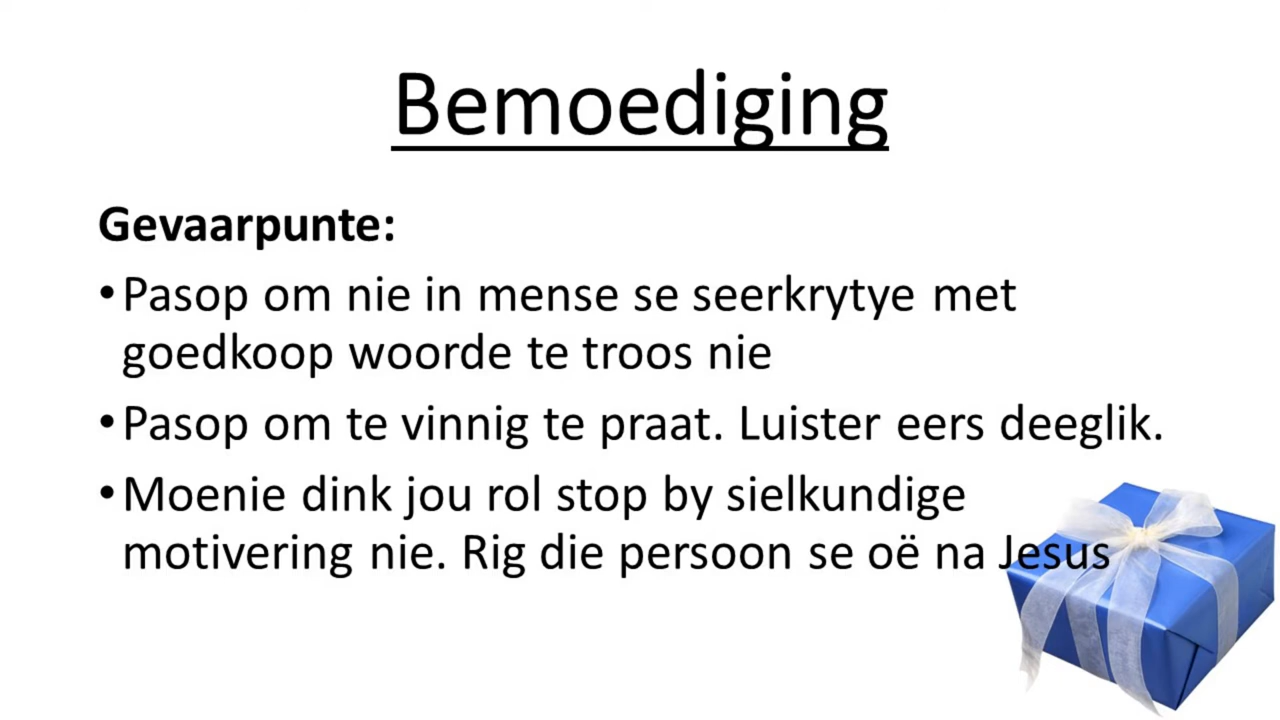 Bemoediging
Gevaarpunte:
•Pasop om nie in mense se seerkrytye met
goedkoop woorde te troos nie
•Pasop om te vinnig te praat. Luister eers deeglik.
•Moenie dink jou rol stop by sielkundige
motivering nie. Rig die persoon se oë na Jesus